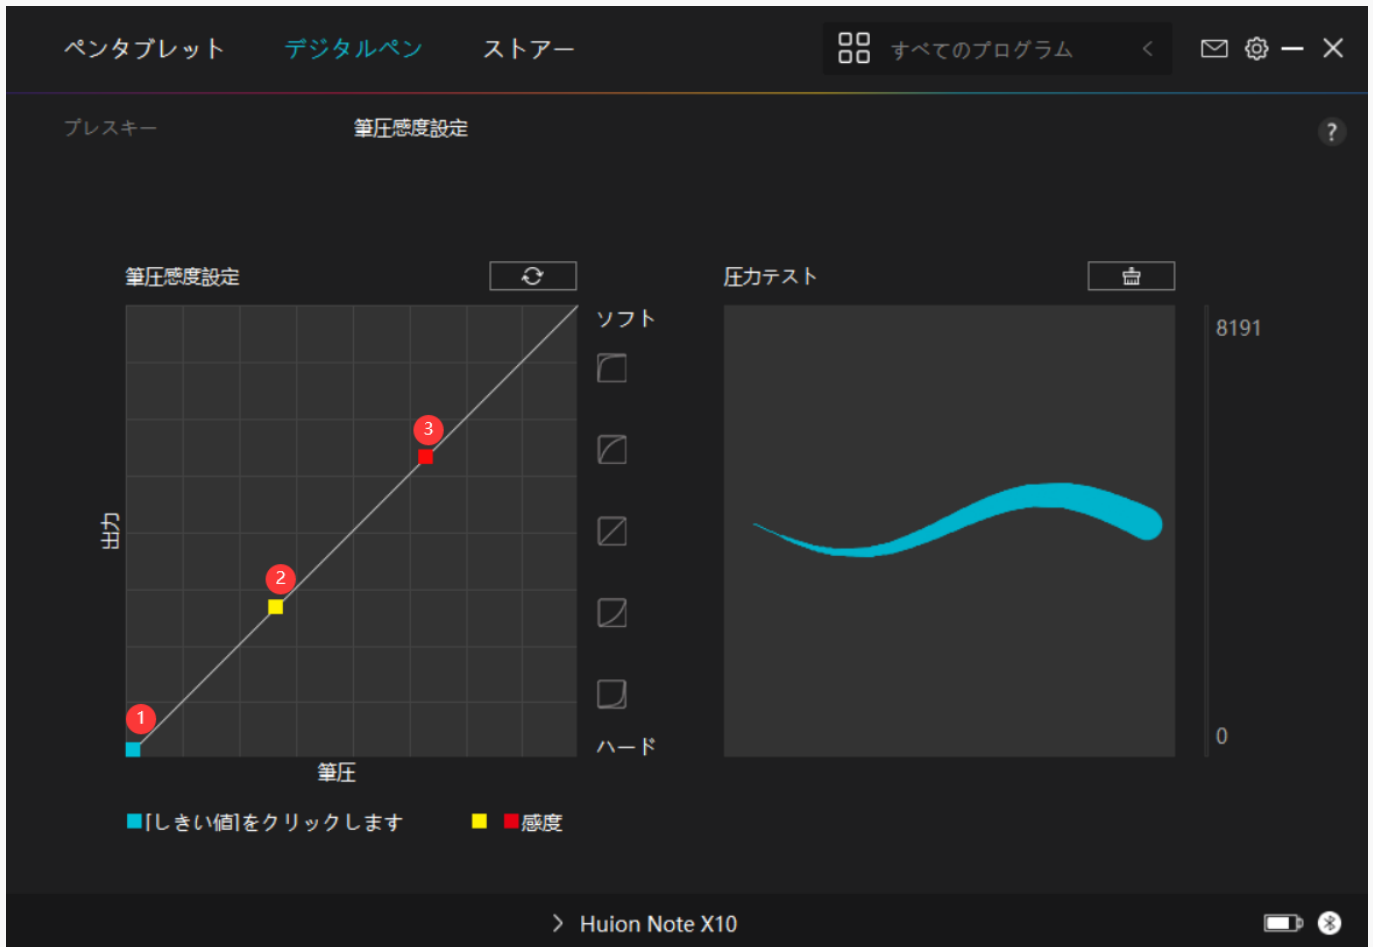 ペンタブレット デジタルペン ストアー すべてのプログラム
プレスキー 筆圧感度設定 ?
筆圧感度設定
圧力テスト
ソフト
8191
3
出力
2
1
ハード
0
筆圧
[しきい値]をクリックします 感度
Huion Note X10